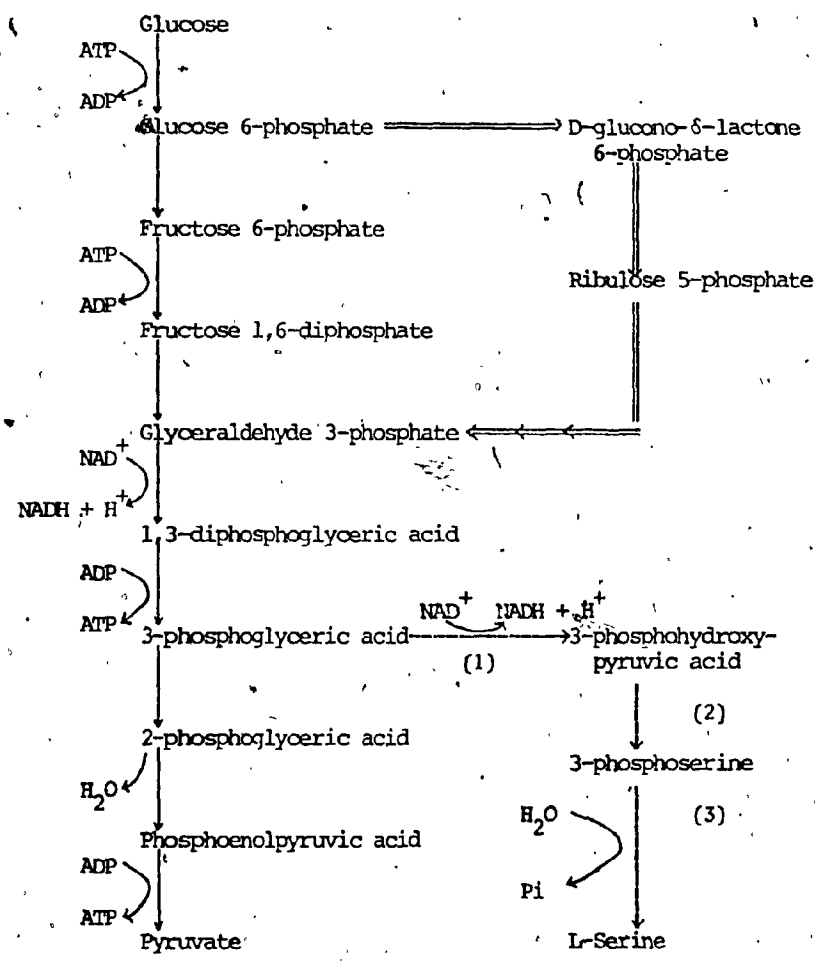 Glucose
ATP
ADP
Glucose 6-phosphate D-glucono-δ-lactone
6-phosphate
Fructose 6-phosphate
ATP
ADP
Ribulose 5-phosphate
Fructose 1,6-diphosphate
Glyceraldehyde 3-phosphate
NAD+
NADH + H+
1,3-diphosphoglyceric acid
ADP
ATP
NAD+ NADH + H+
3-phosphoglyceric acid 3-phosphohydroxy-
(1) pyruvic acid
(2)
2-phosphoglyceric acid
3-phosphoserine
H2O
H2O (3)
Phosphoenolpyruvic acid
ADP
ATP
Pi
Pyruvate L-Serine